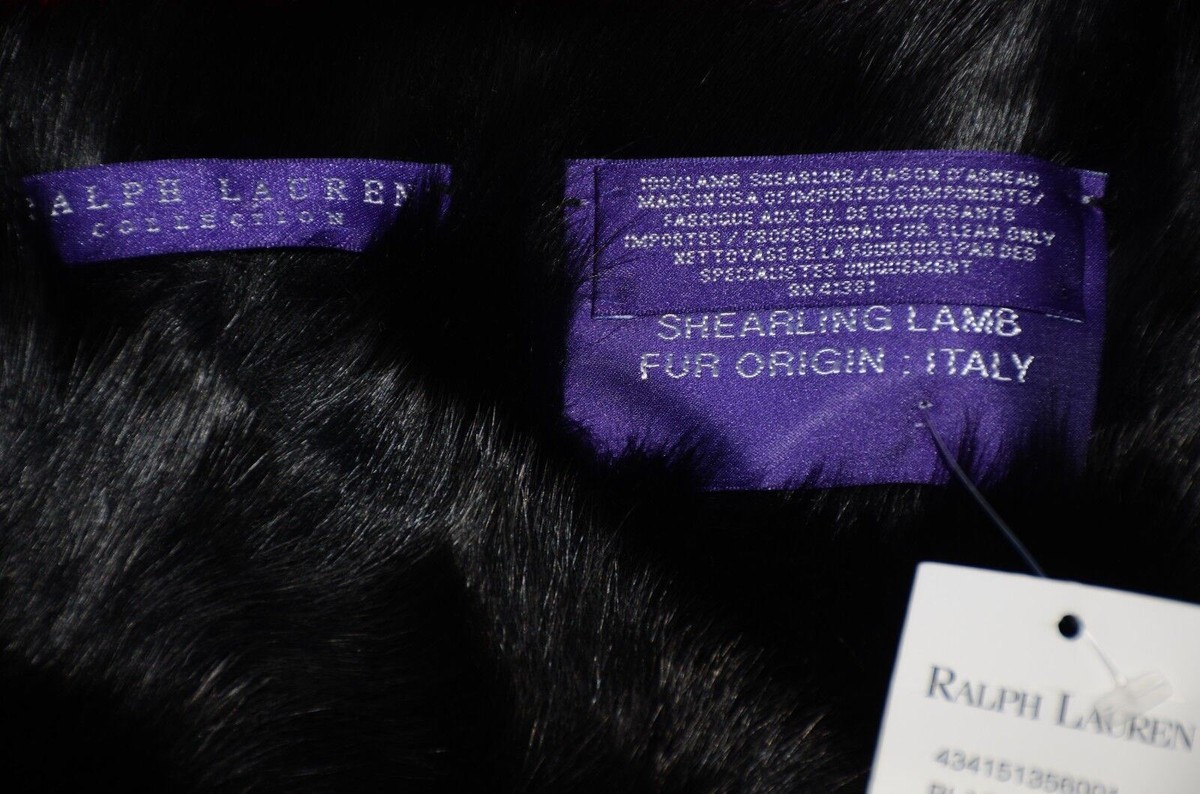 RALPH LAUREN
COLLECTION
100/LAMB SHEARLING/RASON D'AGNEAU
MADE IN USA OF IMPORTED COMPONENTS/
FABRIQUE AUX E.U. DE COMPOSANTS
IMPORTES/PROFESSIONAL FUR CLEAN ONLY
NETTOYAGE DE LA FOURRURE PAR DES
SPECIALISTES UNIQUEMENT
SHEARLING LAMB
FUR ORIGIN : ITALY
RALPH LAUREN